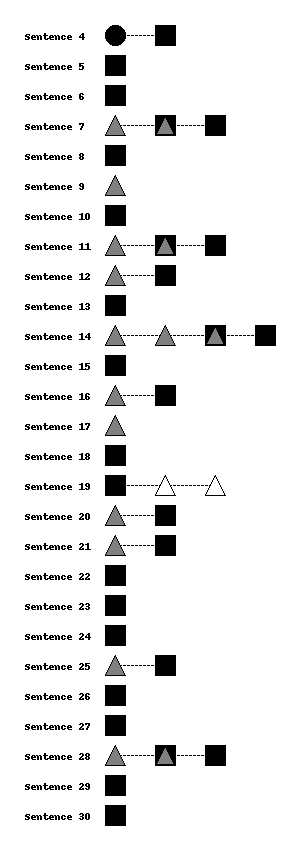 Sentence 4
Sentence 5
Sentence 6
Sentence 7
Sentence 8
Sentence 9
Sentence 10
Sentence 11
Sentence 12
Sentence 13
Sentence 14
Sentence 15
Sentence 16
Sentence 17
Sentence 18
Sentence 19
Sentence 20
Sentence 21
Sentence 22
Sentence 23
Sentence 24
Sentence 25
Sentence 26
Sentence 27
Sentence 28
Sentence 29
Sentence 30